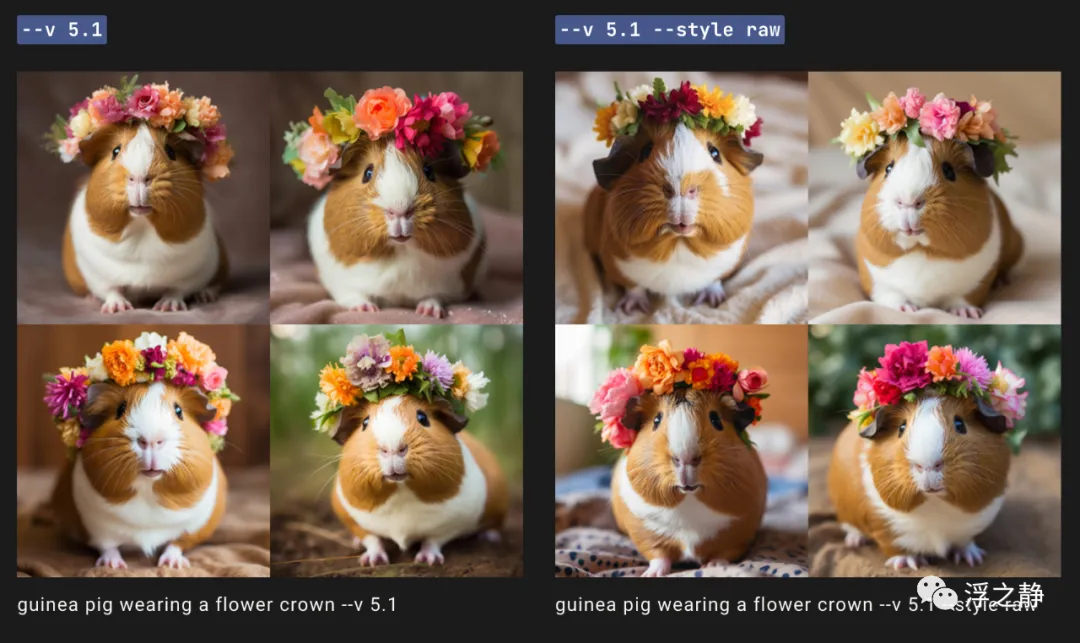 --v 5.1
--v 5.1 --style raw
guinea pig wearing a flower crown --v 5.1
guinea pig wearing a flower crown --v 5.1 --style raw
浮之静